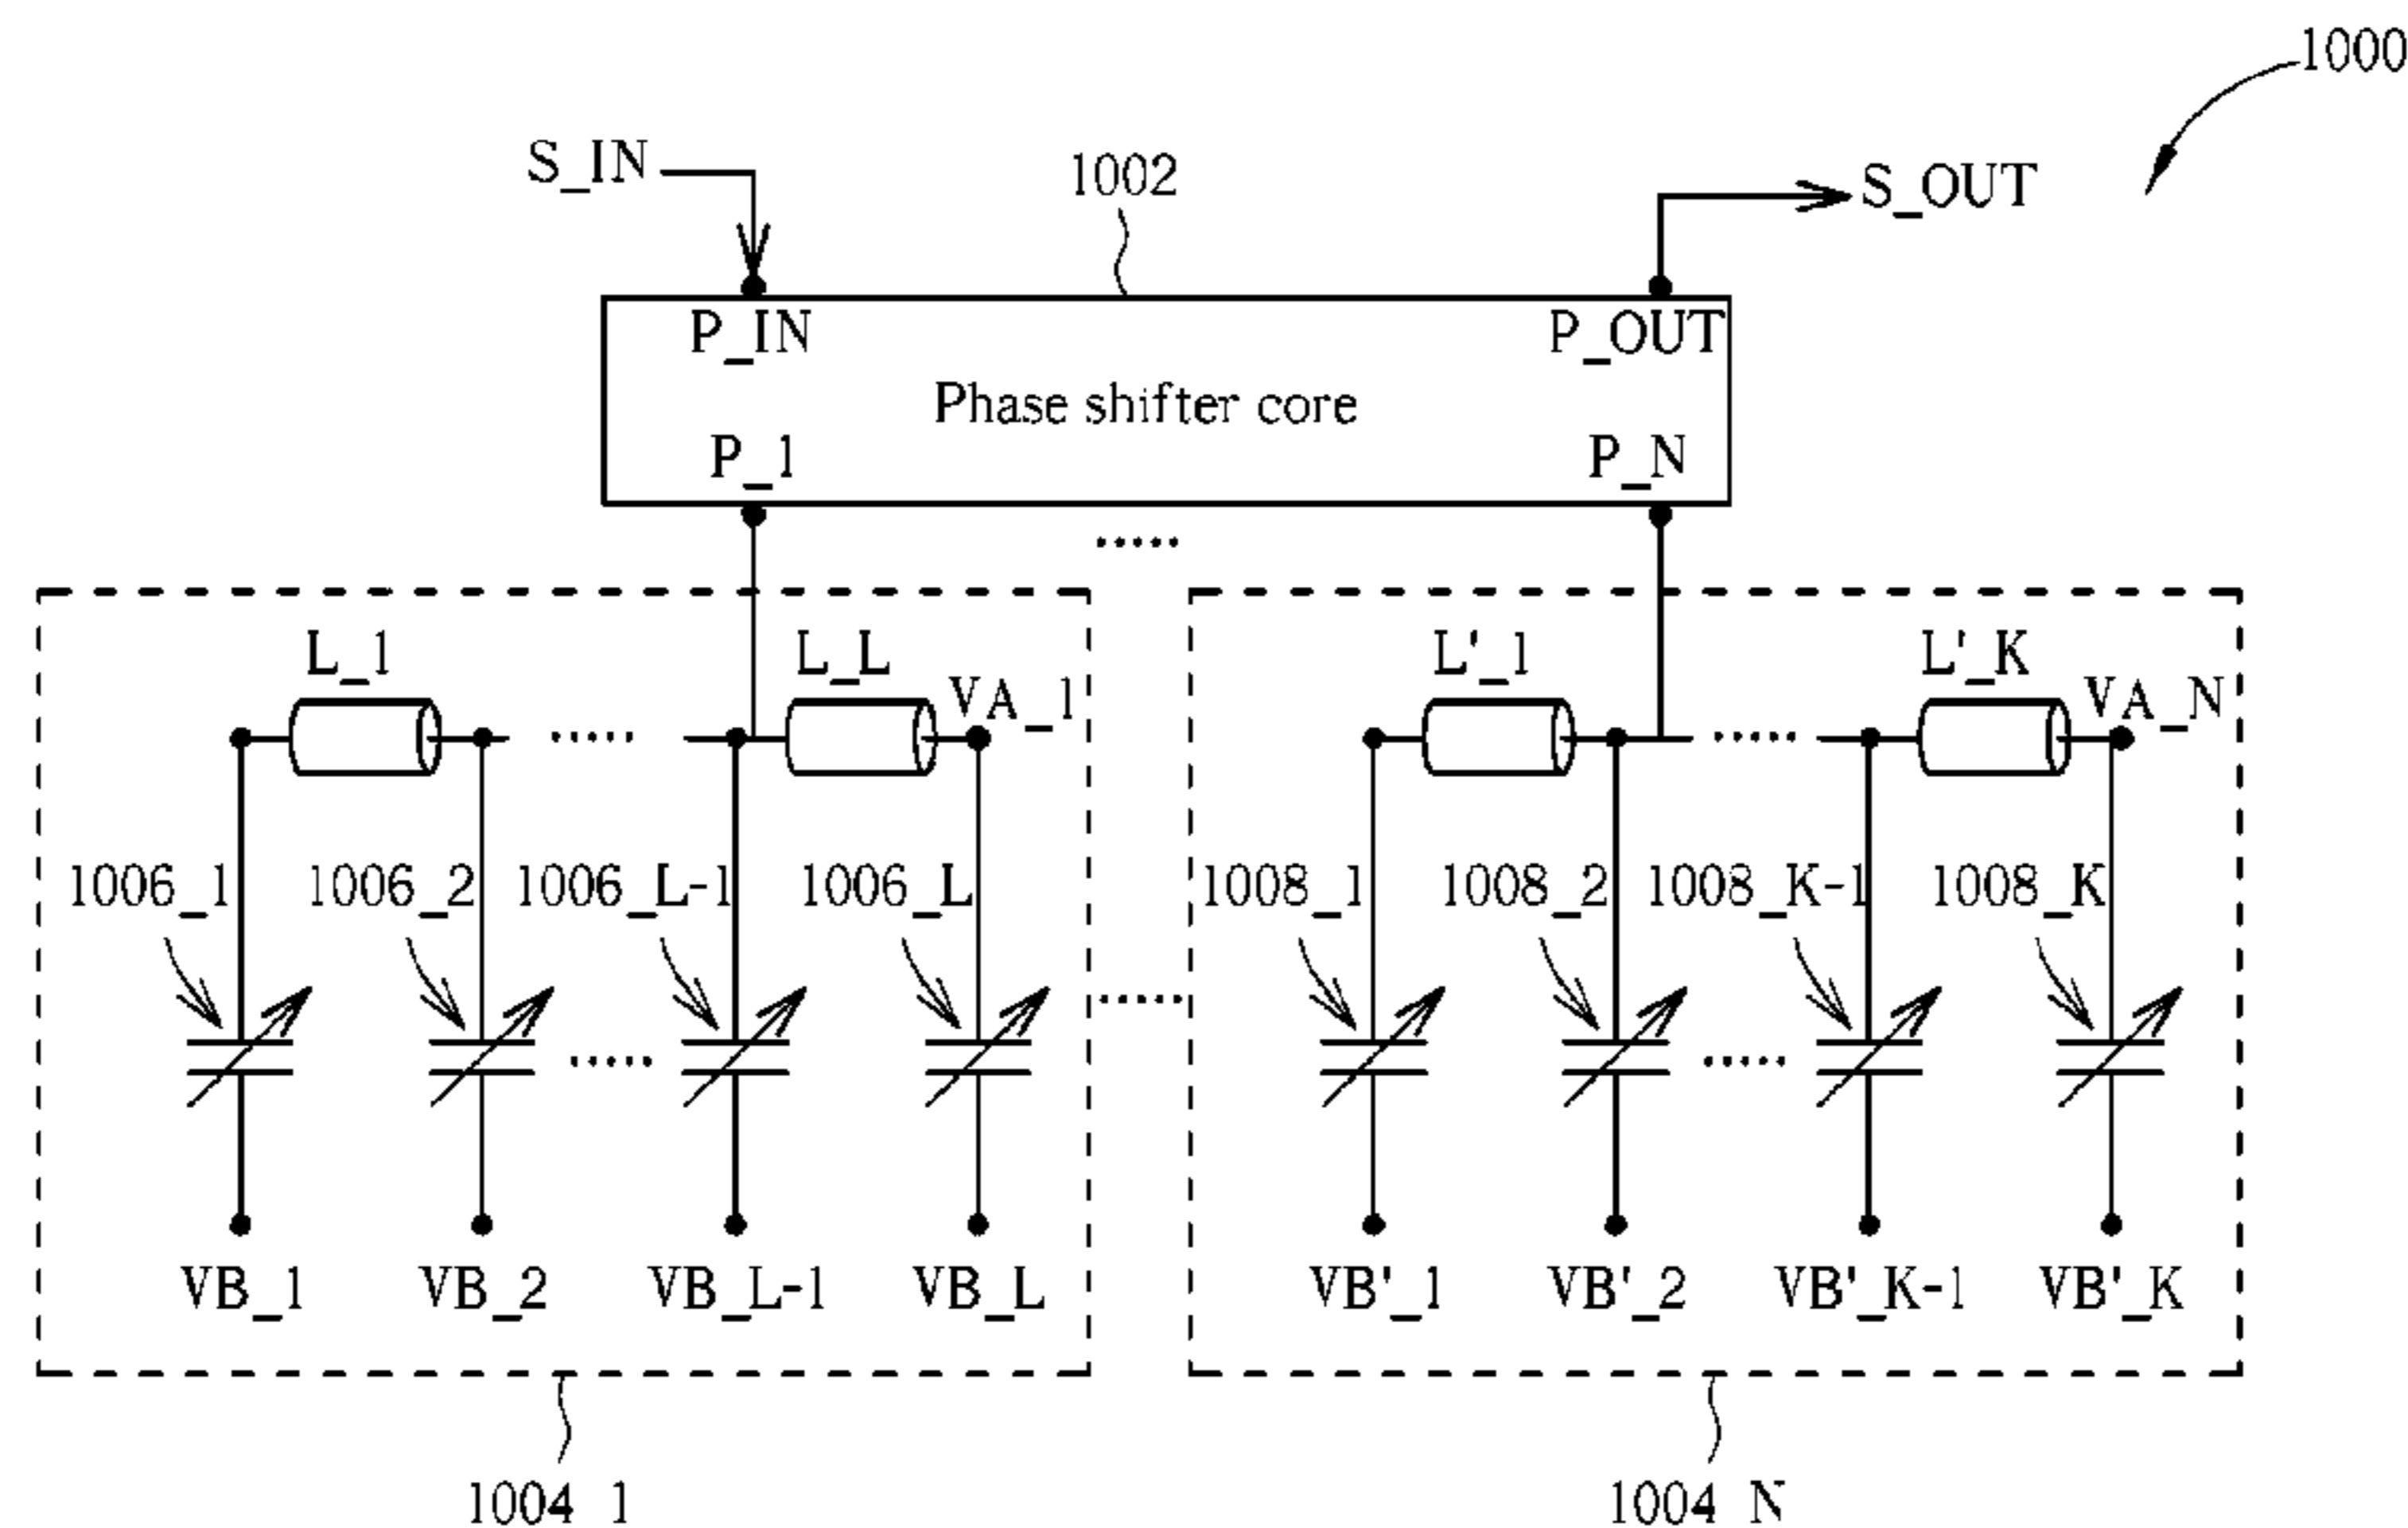 1000
S_IN
1002
S_OUT
P_IN
P_OUT
Phase shifter core
P_1
P_N
.....
L_1
L_L
VA_1
L'_1
L'_K
VA_N
.....
.....
1006_1
1006_2
1006_L-1
1006_L
1008_1
1008_2
1008_K-1
1008_K
.....
.....
.....
VB_1
VB_2
VB_L-1
VB_L
VB'_1
VB'_2
VB'_K-1
VB'_K
1004_1
1004_N